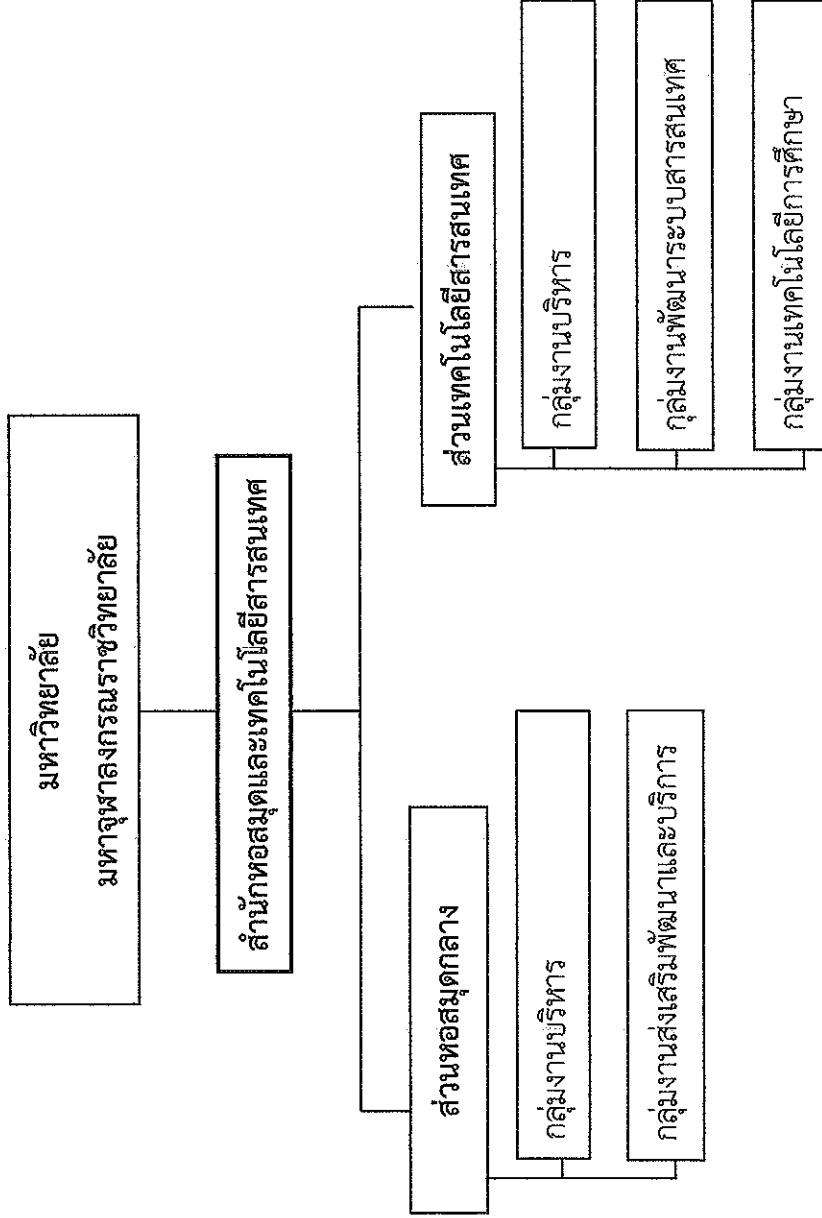 มหาวิทยาลัย
มหาจุฬาลงกรณราชวิทยาลัย
สำนักหอสมุดและเทคโนโลยีสารสนเทศ
ส่วนหอสมุดกลาง
กลุ่มงานบริหาร
กลุ่มงานส่งเสริมพัฒนาและบริการ
ส่วนเทคโนโลยีสารสนเทศ
กลุ่มงานบริหาร
กุล่มงานพัฒนาระบบสารสนเทศ
กลุ่มงานเทคโนโลยีการศึกษา